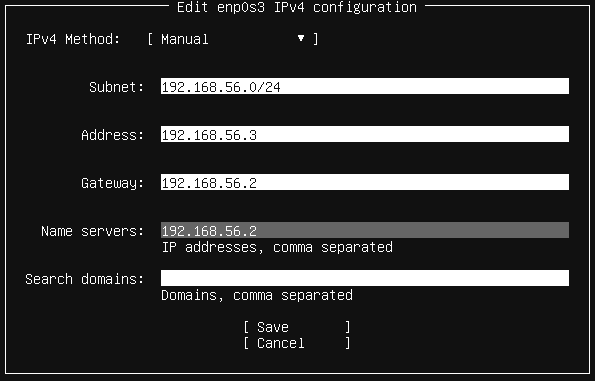 Edit enp0s3 IPv4 configuration
IPv4 Method: [ Manual ▼ ]
Subnet: 192.168.56.0/24
Address: 192.168.56.3
Gateway: 192.168.56.2
Name servers: 192.168.56.2
IP addresses, comma separated
Search domains:
Domains, comma separated
[ Save ]
[ Cancel ]